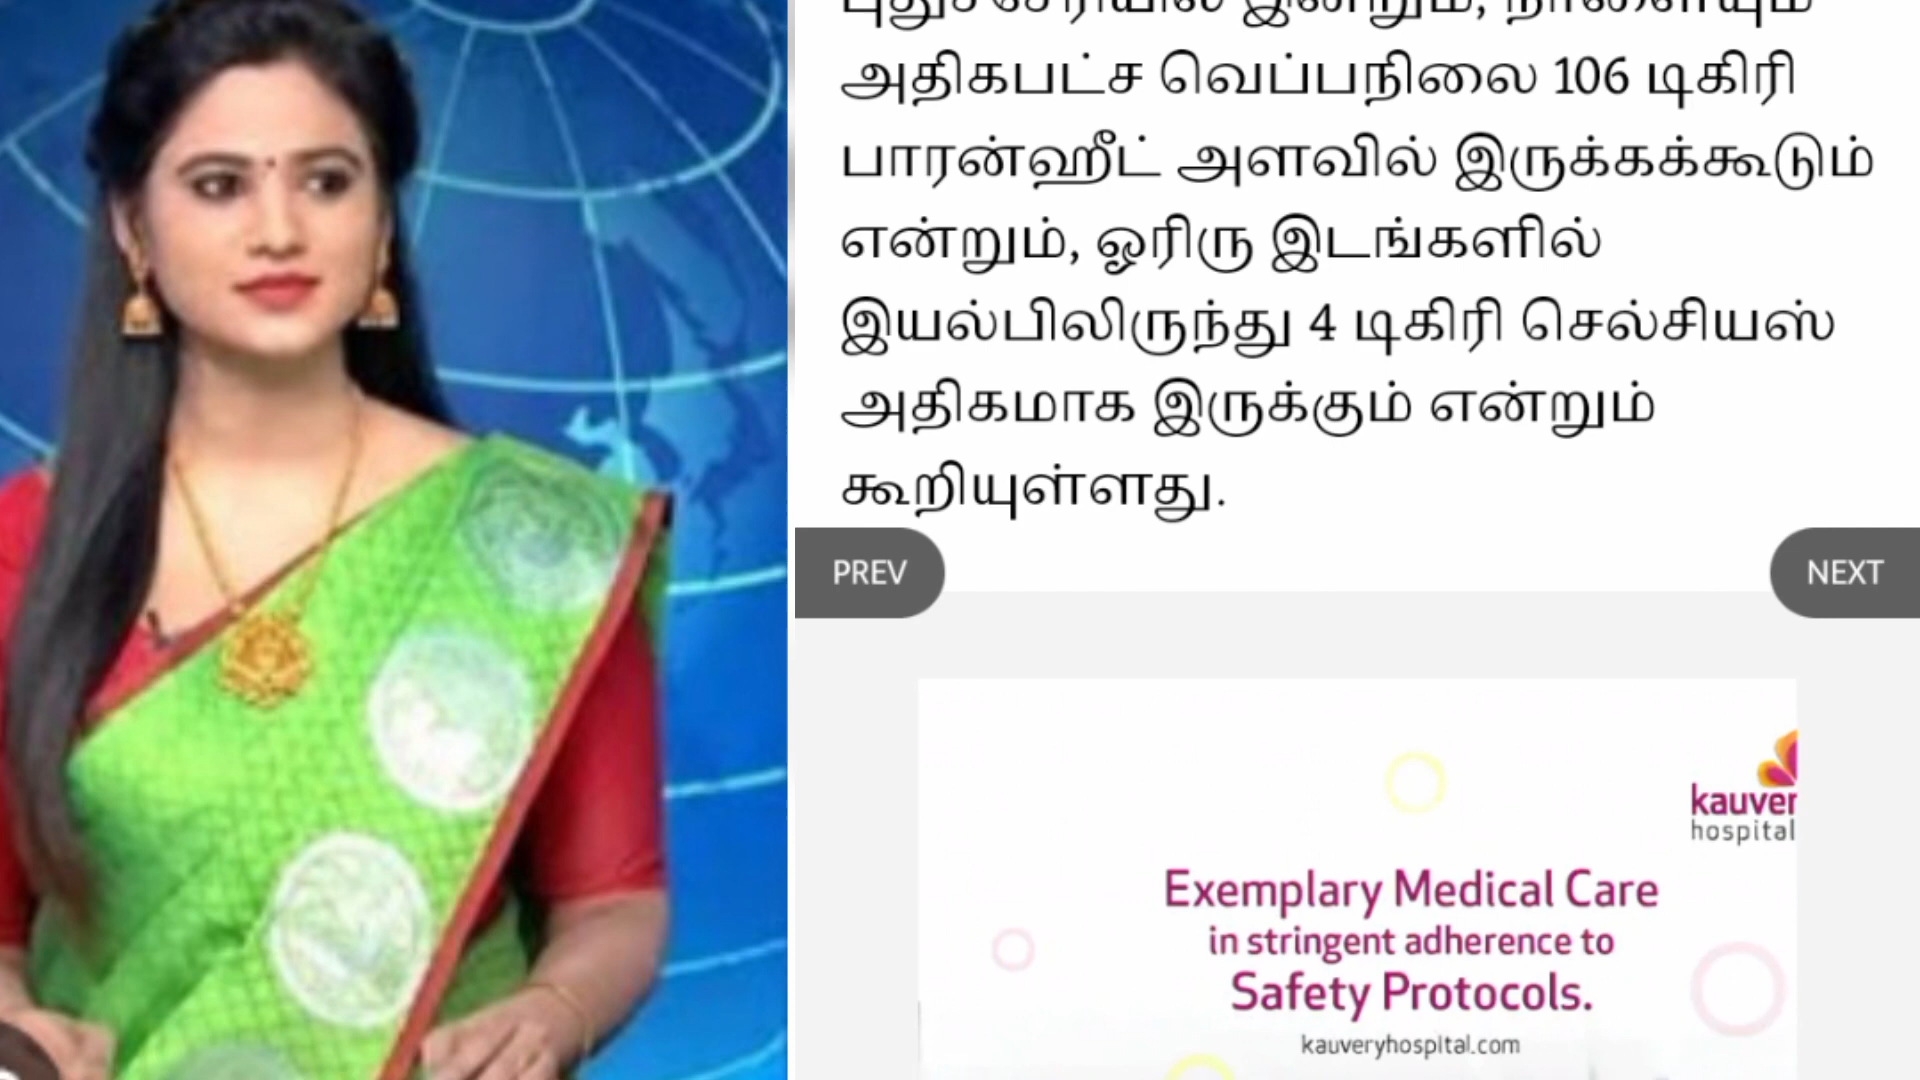 புதுச்சேரியில் இன்றும், நாளையும்
அதிகபட்ச வெப்பநிலை 106 டிகிரி
பாரன்ஹீட் அளவில் இருக்கக்கூடும்
என்றும், ஓரிரு இடங்களில்
இயல்பிலிருந்து 4 டிகிரி செல்சியஸ்
அதிகமாக இருக்கும் என்றும்
கூறியுள்ளது.
PREV
NEXT
kauver
hospital
Exemplary Medical Care
in stringent adherence to
Safety Protocols.
kauveryhospital.com